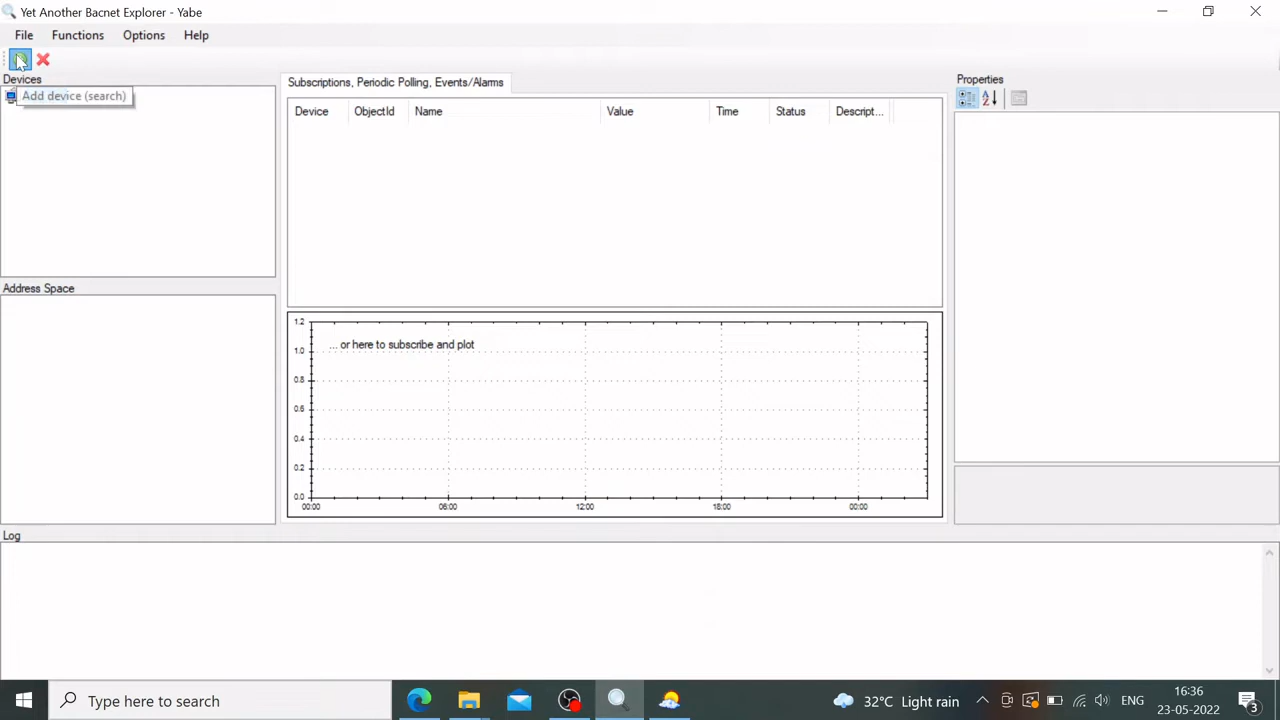 Yet Another Bacnet Explorer - Yabe
File Functions Options Help
Devices
Add device (search)
Subscriptions, Periodic Polling, Events/Alarms
Device ObjectId Name Value Time Status Descript...
Properties
Address Space
... or here to subscribe and plot
1.2
1.0
0.8
0.6
0.4
0.2
0.0
00:00 06:00 12:00 18:00 00:00
Log
Type here to search
32°C Light rain
ENG
16:36
23-05-2022
3